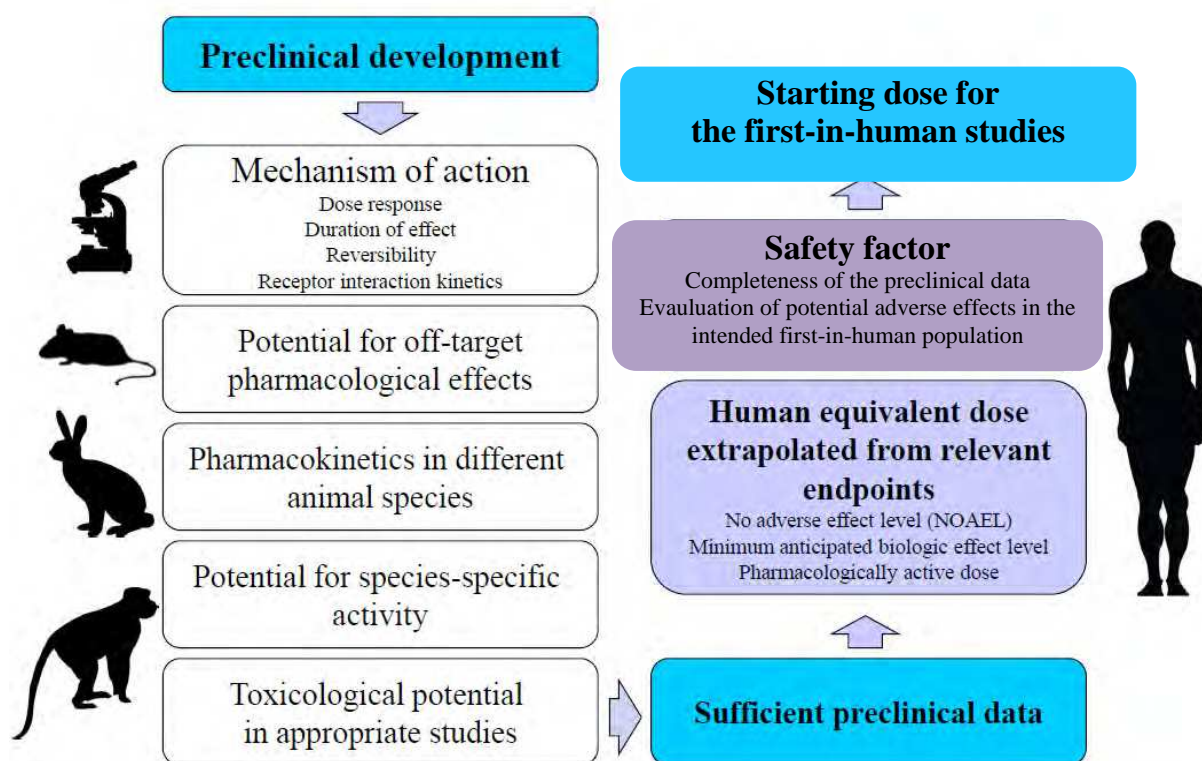 Preclinical development
Mechanism of action
Dose response
Duration of effect
Reversibility
Receptor interaction kinetics
Potential for off-target
pharmacological effects
Pharmacokinetics in different
animal species
Potential for species-specific
activity
Toxicological potential
in appropriate studies
Starting dose for
the first-in-human studies
Safety factor
Completeness of the preclinical data
Evauluation of potential adverse effects in the
intended first-in-human population
Human equivalent dose
extrapolated from relevant
endpoints
No adverse effect level (NOAEL)
Minimum anticipated biologic effect level
Pharmacologically active dose
Sufficient preclinical data